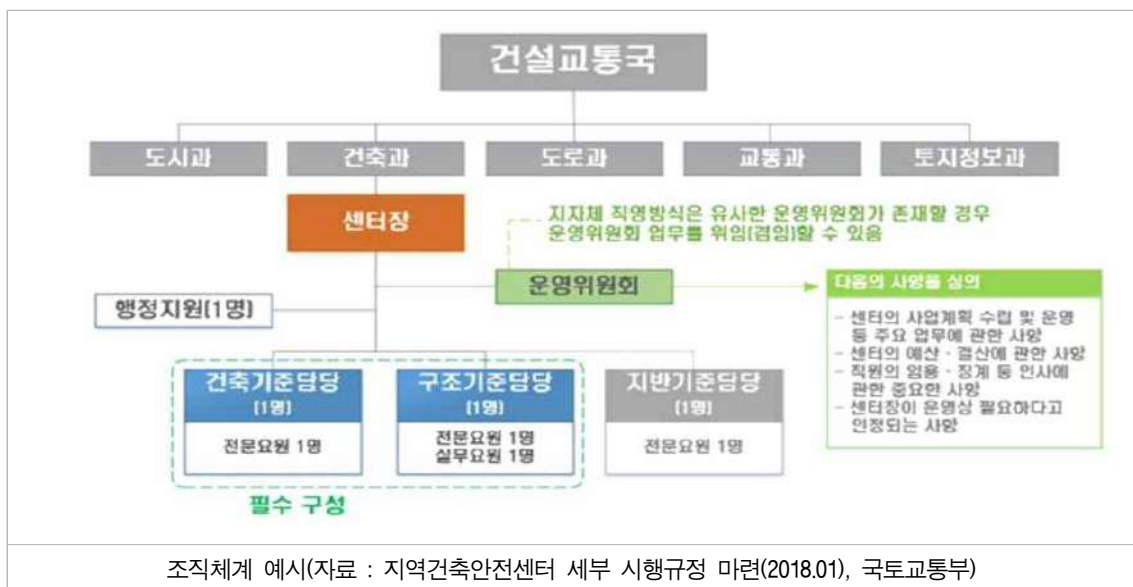 건설교통국
도시과
건축과
도로과
교통과
토지정보과
센터장
지자체 직영방식은 유사한 운영위원회가 존재할 경우
운영위원회 업무를 위임(겸임)할 수 있음
운영위원회
행정지원(1명)
다음의 사항을 심의
- 센터의 사업계획 수립 및 운영
등 주요 업무에 관한 사항
- 센터의 예산·결산에 관한 사항
- 직원의 임용·징계 등 인사에
관한 중요한 사항
- 센터장이 운영상 필요하다고
인정되는 사항
건축기준담당
(1명)
전문요원 1명
구조기준담당
(1명)
전문요원 1명
실무요원 1명
지반기준담당
(1명)
전문요원 1명
필수 구성
조직체계 예시(자료 : 지역건축안전센터 세부 시행규정 마련(2018.01), 국토교통부)